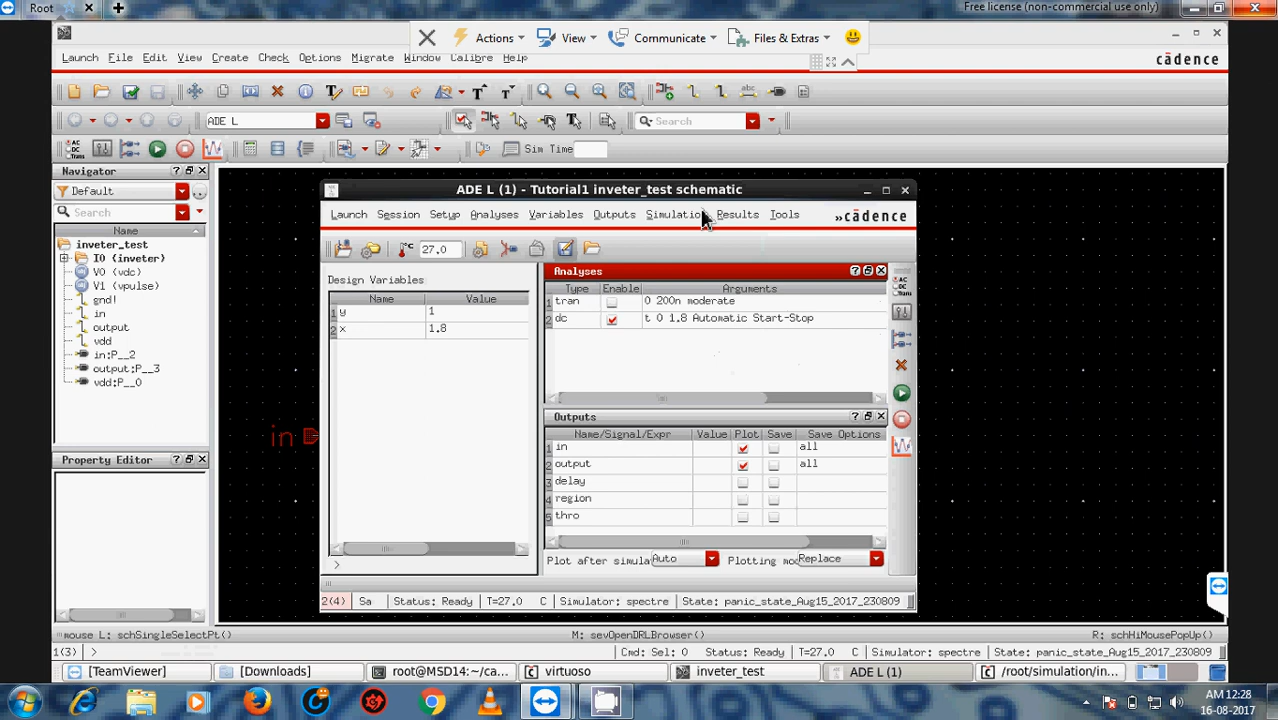 Root
Free license (non-commercial use only)
Actions
View
Communicate
Files & Extras
Launch File Edit View Create Check Options Migrate Window Calibre Help
cādence
ADE L
Search
Sim Time
Navigator
Default
Search
Name
inveter_test
I0 (inveter)
V0 (vdc)
V1 (vpulse)
gnd!
in
output
vdd
in:P__2
output:P__3
vdd:P__0
Property Editor
in
ADE L (1) - Tutorial1 inveter_test schematic
Launch Session Setup Analyses Variables Outputs Simulation Results Tools
»cādence
27.0
Design Variables
Name Value
1 y 1
2 x 1.8
>
Analyses
Type Enable Arguments
1 tran 0 200n moderate
2 dc t 0 1.8 Automatic Start-Stop
AC
DC
Trans
Outputs
Name/Signal/Expr Value Plot Save Save Options
1 in all
2 output all
3 delay
4 region
5 thro
Plot after simula Auto Plotting mo Replace
2(4) Sa Status: Ready T=27.0 C Simulator: spectre State: panic_state_Aug15_2017_230809
mouse L: schSingleSelectPt() M: sevOpenDRLBrowser() R: schHiMousePopUp()
1(3) > Cmd: Sel: 0 Status: Ready T=27.0 C Simulator: spectre State: panic_state_Aug15_2017_230809
[TeamViewer] [Downloads] root@MSD14:~/ca... virtuoso inveter_test ADE L (1) /root/simulation/in...
AM 12:28
16-08-2017